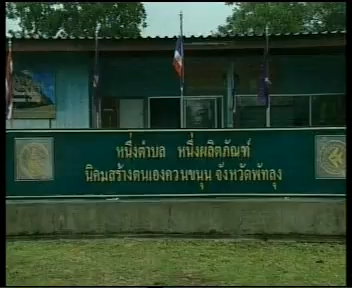 หนึ่งตำบล หนึ่งผลิตภัณฑ์
นิคมสร้างตนเองควนขนุน จังหวัดพัทลุง